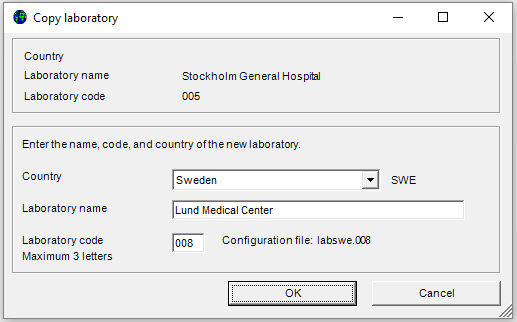 Copy laboratory
Country
Laboratory name Stockholm General Hospital
Laboratory code 005
Enter the name, code, and country of the new laboratory.
Country Sweden SWE
Laboratory name Lund Medical Center
Laboratory code 008 Configuration file: labswe.008
Maximum 3 letters
OK Cancel